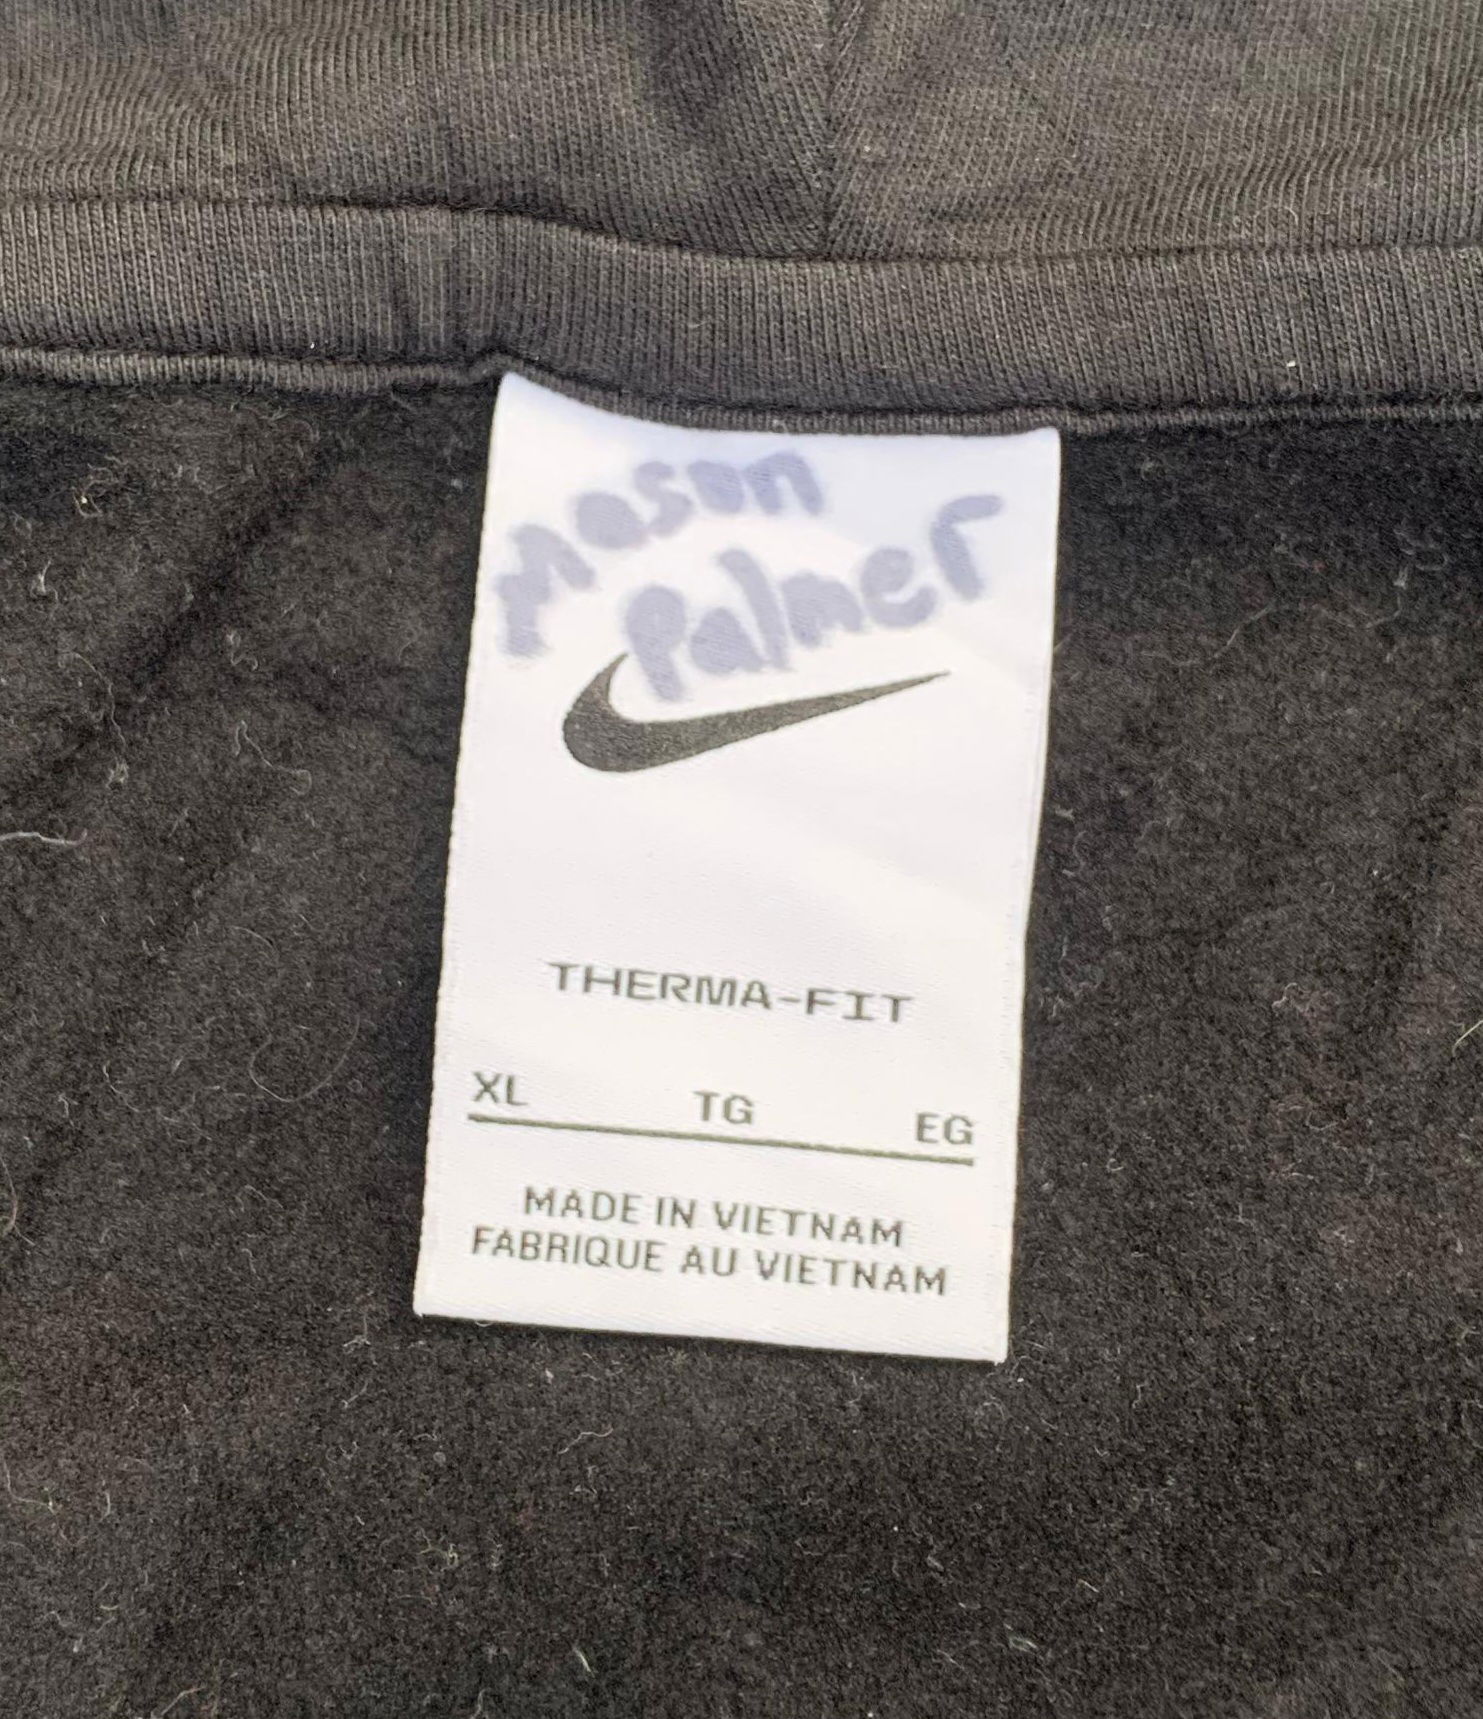 Mason
Palmer
THERMA-FIT
XL TG EG
MADE IN VIETNAM
FABRIQUE AU VIETNAM